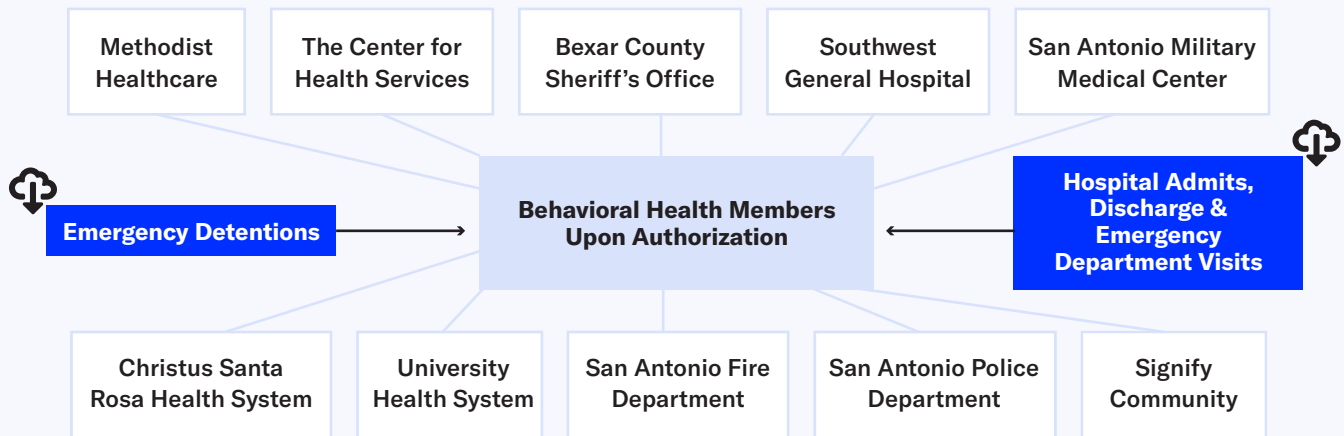 Methodist
Healthcare
The Center for
Health Services
Bexar County
Sheriff’s Office
Southwest
General Hospital
San Antonio Military
Medical Center
Emergency Detentions
Behavioral Health Members
Upon Authorization
Hospital Admits,
Discharge &
Emergency
Department Visits
Christus Santa
Rosa Health System
University
Health System
San Antonio Fire
Department
San Antonio Police
Department
Signify
Community